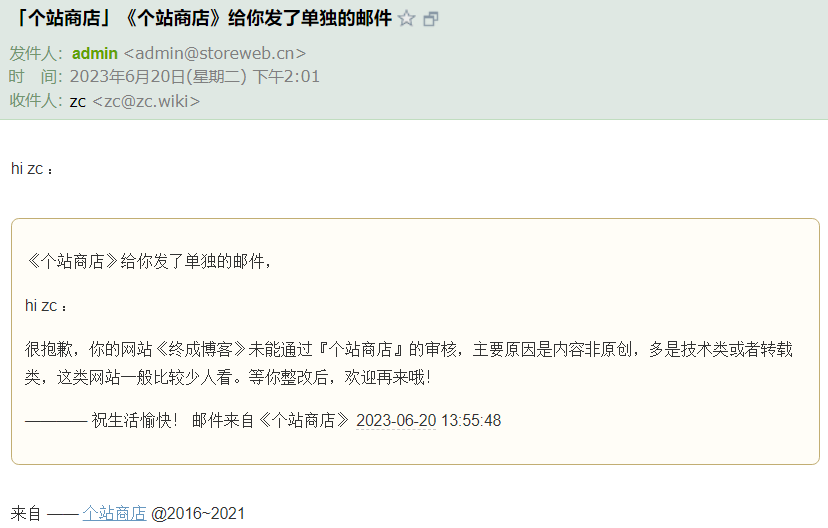 「个站商店」《个站商店》给你发了单独的邮件
发件人：admin <admin@storeweb.cn>
时 间：2023年6月20日(星期二) 下午2:01
收件人：zc <zc@zc.wiki>
hi zc：
《个站商店》给你发了单独的邮件，
hi zc：
很抱歉，你的网站《终成博客》未能通过『个站商店』的审核，主要原因是内容非原创，多是技术类或者转载
类，这类网站一般比较少人看。等你整改后，欢迎再来哦！
———— 祝生活愉快！ 邮件来自《个站商店》 2023-06-20 13:55:48
来自 —— 个站商店 @2016~2021